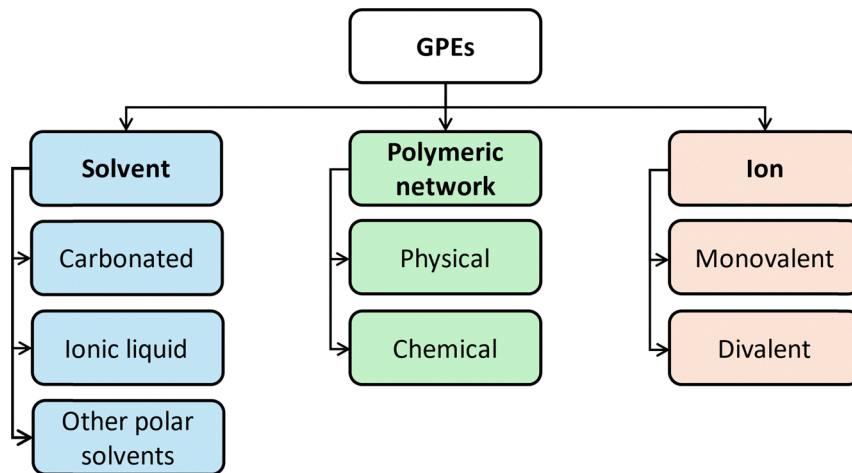 GPEs
Solvent
Carbonated
Ionic liquid
Other polar
solvents
Polymeric
network
Physical
Chemical
Ion
Monovalent
Divalent